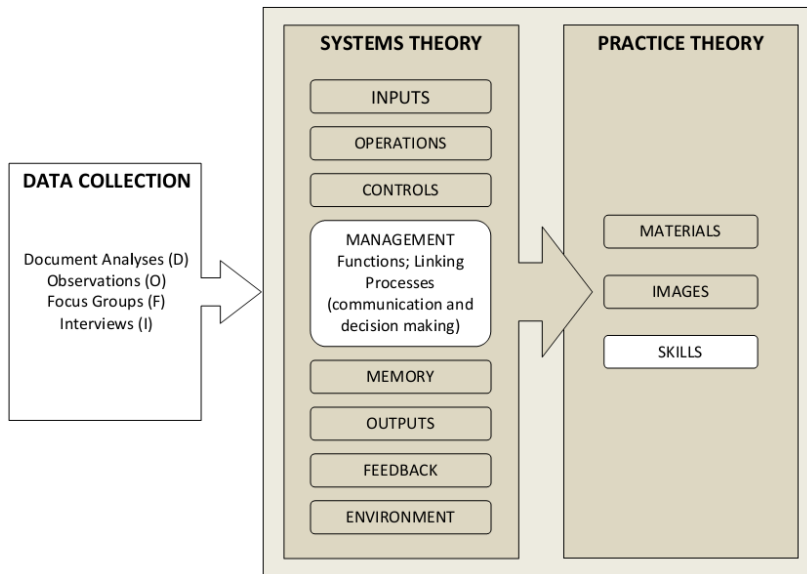 DATA COLLECTION
Document Analyses (D)
Observations (O)
Focus Groups (F)
Interviews (I)
SYSTEMS THEORY
INPUTS
OPERATIONS
CONTROLS
MANAGEMENT
Functions; Linking
Processes
(communication and
decision making)
MEMORY
OUTPUTS
FEEDBACK
ENVIRONMENT
PRACTICE THEORY
MATERIALS
IMAGES
SKILLS